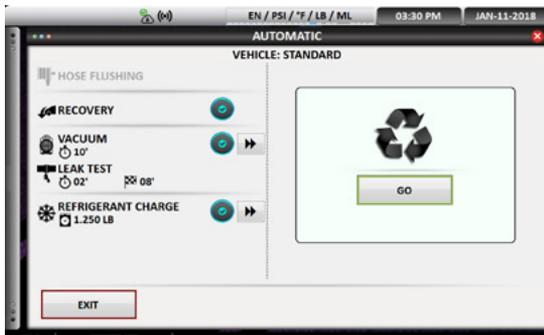 EN / PSI / °F / LB / ML
03:30 PM
JAN-11-2018
AUTOMATIC
VEHICLE: STANDARD
HOSE FLUSHING
RECOVERY
VACUUM
10'
LEAK TEST
02' 08'
REFRIGERANT CHARGE
1.250 LB
GO
EXIT